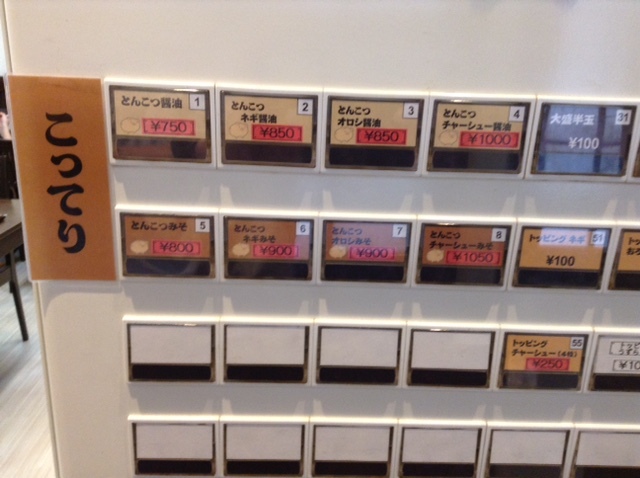 こってり
とんこつ醤油 1
¥750
とんこつ 2
ネギ醤油
¥850
とんこつ 3
オロシ醤油
¥850
とんこつ 4
チャーシュー醤油
¥1000
大盛半玉 31
¥100
とんこつみそ 5
¥800
とんこつ 6
ネギみそ
¥900
とんこつ 7
オロシみそ
¥900
とんこつ 8
チャーシューみそ
¥1050
トッピング ネギ 51
¥100
トッピング 55
チャーシュー(4枚)
¥250